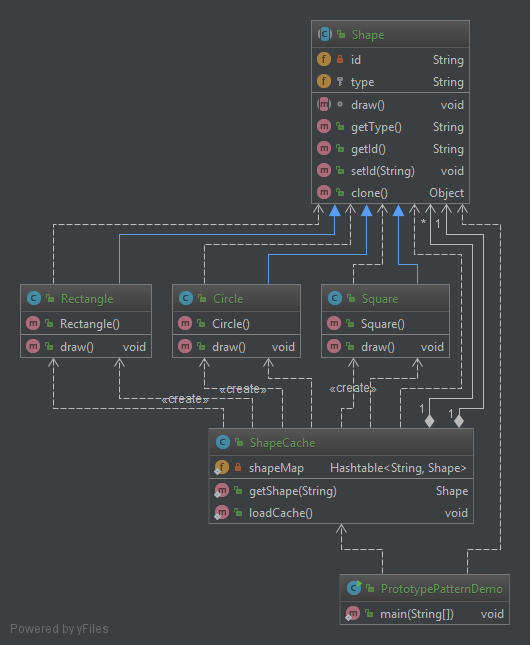 Shape
id String
type String
draw() void
getType() String
getId() String
setId(String) void
clone() Object
* 1
Rectangle
Rectangle()
draw() void
Circle
Circle()
draw() void
Square
Square()
draw() void
«create» «create» «create»
1 1
ShapeCache
shapeMap Hashtable<String, Shape>
getShape(String) Shape
loadCache() void
PrototypePatternDemo
main(String[]) void
Powered by yFiles